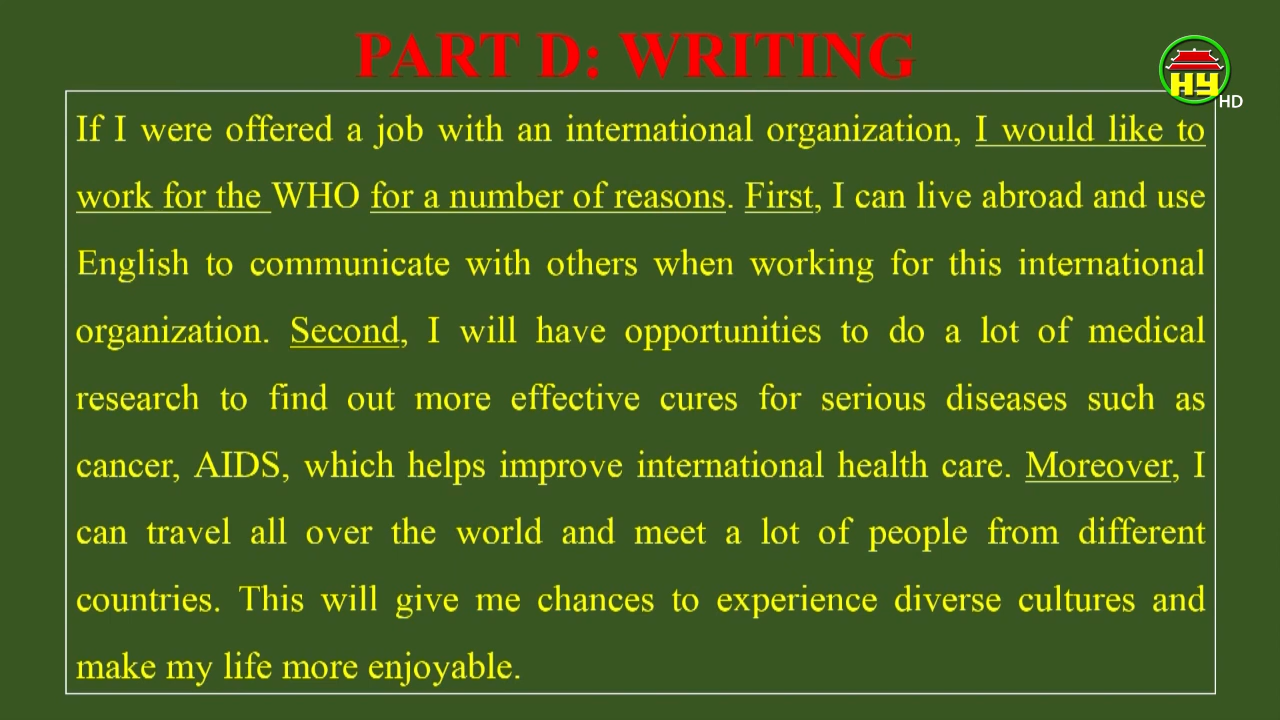 PART D: WRITING
HY
HD
If I were offered a job with an international organization, I would like to
work for the WHO for a number of reasons. First, I can live abroad and use
English to communicate with others when working for this international
organization. Second, I will have opportunities to do a lot of medical
research to find out more effective cures for serious diseases such as
cancer, AIDS, which helps improve international health care. Moreover, I
can travel all over the world and meet a lot of people from different
countries. This will give me chances to experience diverse cultures and
make my life more enjoyable.